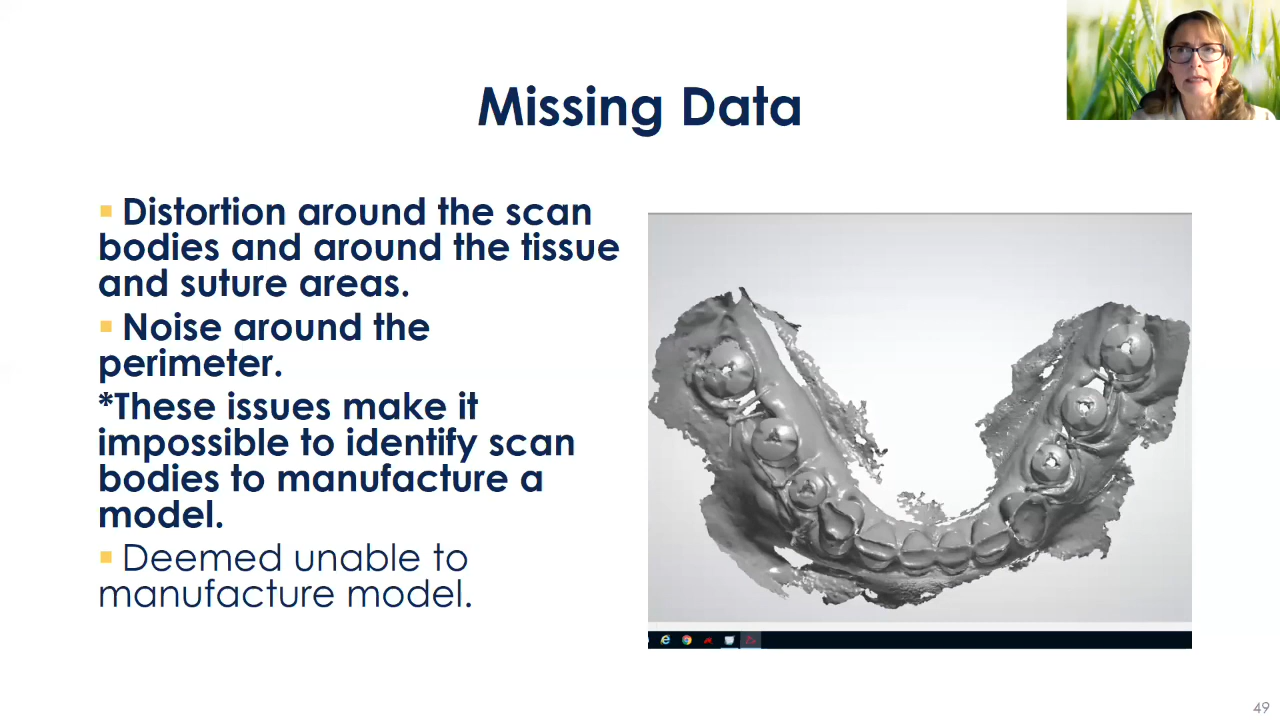 Missing Data
▪ Distortion around the scan
bodies and around the tissue
and suture areas.
▪ Noise around the
perimeter.
*These issues make it
impossible to identify scan
bodies to manufacture a
model.
▪ Deemed unable to
manufacture model.
49